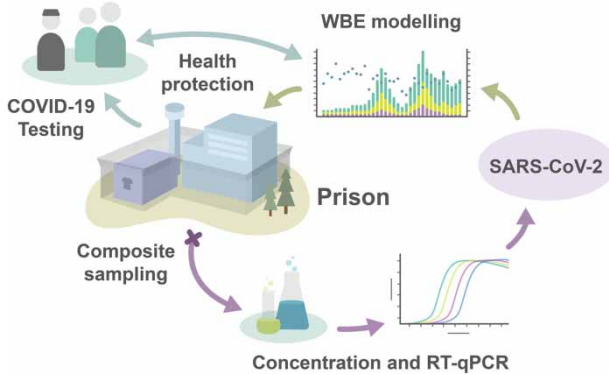 WBE modelling
Health
protection
COVID-19
Testing
SARS-CoV-2
Prison
Composite
sampling
Concentration and RT-qPCR